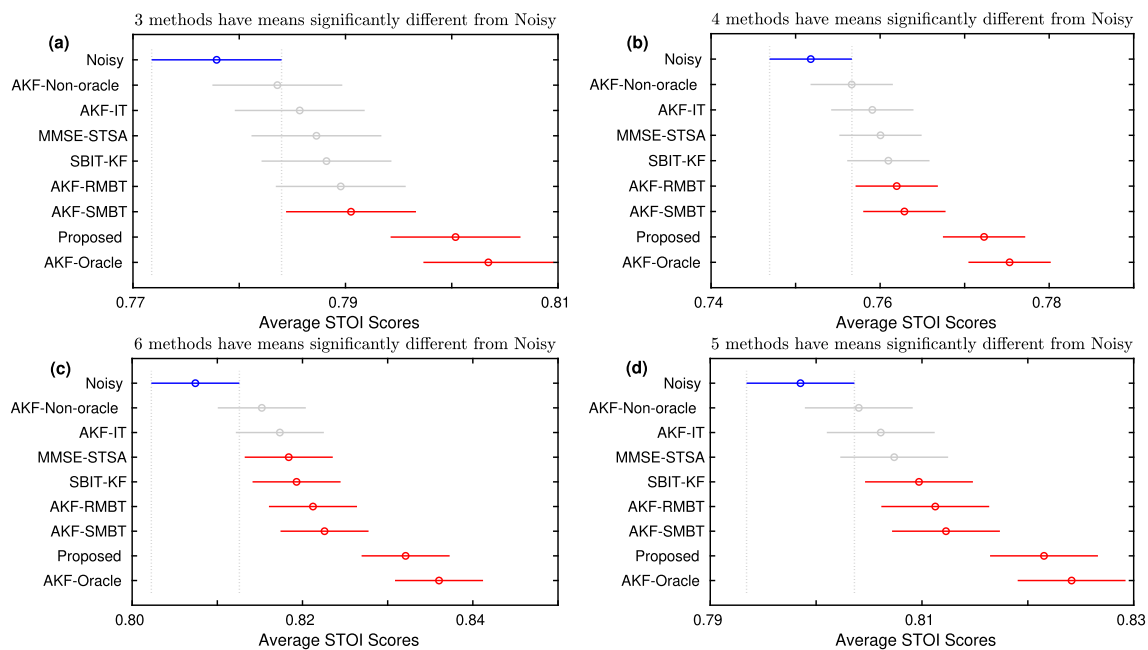 3 methods have means significantly different from Noisy
(a)
Noisy
AKF-Non-oracle
AKF-IT
MMSE-STSA
SBIT-KF
AKF-RMBT
AKF-SMBT
Proposed
AKF-Oracle
0.77 0.79 0.81
Average STOI Scores
4 methods have means significantly different from Noisy
(b)
Noisy
AKF-Non-oracle
AKF-IT
MMSE-STSA
SBIT-KF
AKF-RMBT
AKF-SMBT
Proposed
AKF-Oracle
0.74 0.76 0.78
Average STOI Scores
6 methods have means significantly different from Noisy
(c)
Noisy
AKF-Non-oracle
AKF-IT
MMSE-STSA
SBIT-KF
AKF-RMBT
AKF-SMBT
Proposed
AKF-Oracle
0.80 0.82 0.84
Average STOI Scores
5 methods have means significantly different from Noisy
(d)
Noisy
AKF-Non-oracle
AKF-IT
MMSE-STSA
SBIT-KF
AKF-RMBT
AKF-SMBT
Proposed
AKF-Oracle
0.79 0.81 0.83
Average STOI Scores